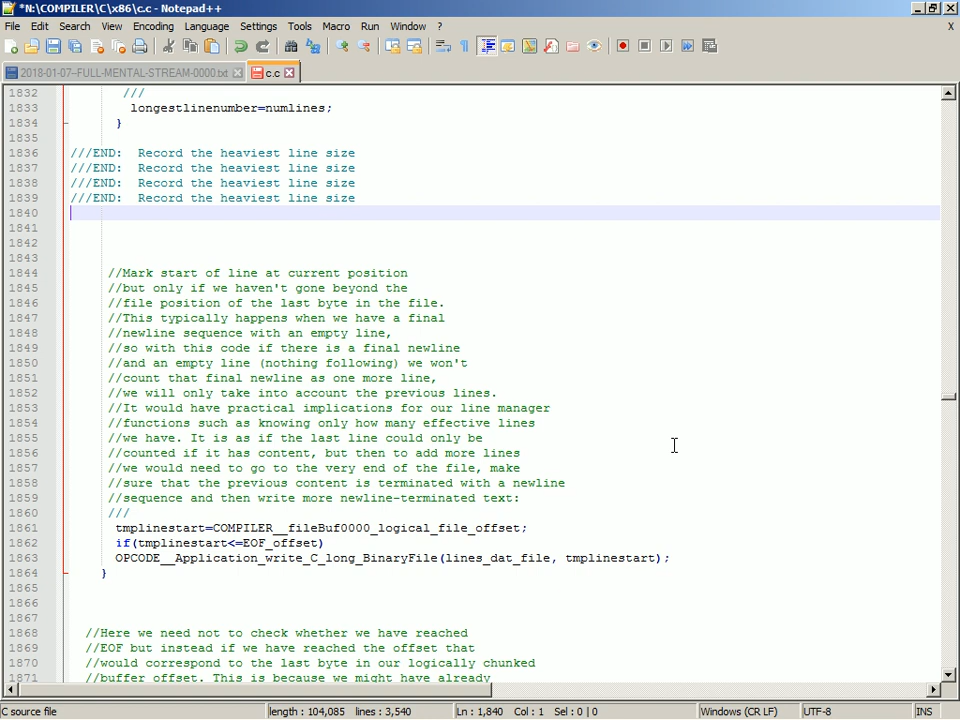 *N:\COMPILER\C\x86\c.c - Notepad++
File Edit Search View Encoding Language Settings Tools Macro Run Window ? X
2018-01-07--FULL-MENTAL-STREAM-0000.txt c.c
1832 ///
1833 longestlinenumber=numlines;
1834 }
1835
1836 ///END:  Record the heaviest line size
1837 ///END:  Record the heaviest line size
1838 ///END:  Record the heaviest line size
1839 ///END:  Record the heaviest line size
1840
1841
1842
1843
1844 //Mark start of line at current position
1845 //but only if we haven't gone beyond the
1846 //file position of the last byte in the file.
1847 //This typically happens when we have a final
1848 //newline sequence with an empty line,
1849 //so with this code if there is a final newline
1850 //and an empty line (nothing following) we won't
1851 //count that final newline as one more line,
1852 //we will only take into account the previous lines.
1853 //It would have practical implications for our line manager
1854 //functions such as knowing only how many effective lines
1855 //we have. It is as if the last line could only be
1856 //counted if it has content, but then to add more lines
1857 //we would need to go to the very end of the file, make
1858 //sure that the previous content is terminated with a newline
1859 //sequence and then write more newline-terminated text:
1860 ///
1861 tmplinestart=COMPILER__fileBuf0000_logical_file_offset;
1862 if(tmplinestart<=EOF_offset)
1863 OPCODE__Application_write_C_long_BinaryFile(lines_dat_file, tmplinestart);
1864 }
1865
1866
1867
1868 //Here we need not to check whether we have reached
1869 //EOF but instead if we have reached the offset that
1870 //would correspond to the last byte in our logically chunked
1871 //buffer offset. This is because we might have already
C source file length : 104,085 lines : 3,540 Ln : 1,840 Col : 1 Sel : 0 | 0 Windows (CR LF) UTF-8 INS